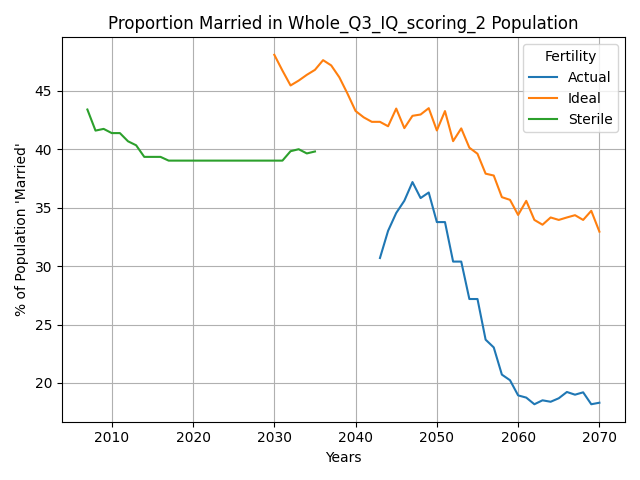 Proportion Married in Whole_Q3_IQ_scoring_2 Population
Fertility
Actual
Ideal
Sterile
% of Population 'Married'
45
40
35
30
25
20
2010
2020
2030
2040
2050
2060
2070
Years